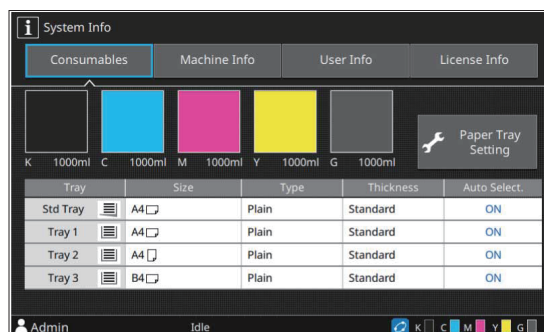 System Info
Consumables Machine Info User Info License Info
K 1000ml C 1000ml M 1000ml Y 1000ml G 1000ml
Paper Tray
Setting
Tray Size Type Thickness Auto Select.
Std Tray A4 Plain Standard ON
Tray 1 A4 Plain Standard ON
Tray 2 A4 Plain Standard ON
Tray 3 B4 Plain Standard ON
Admin Idle K C M Y G